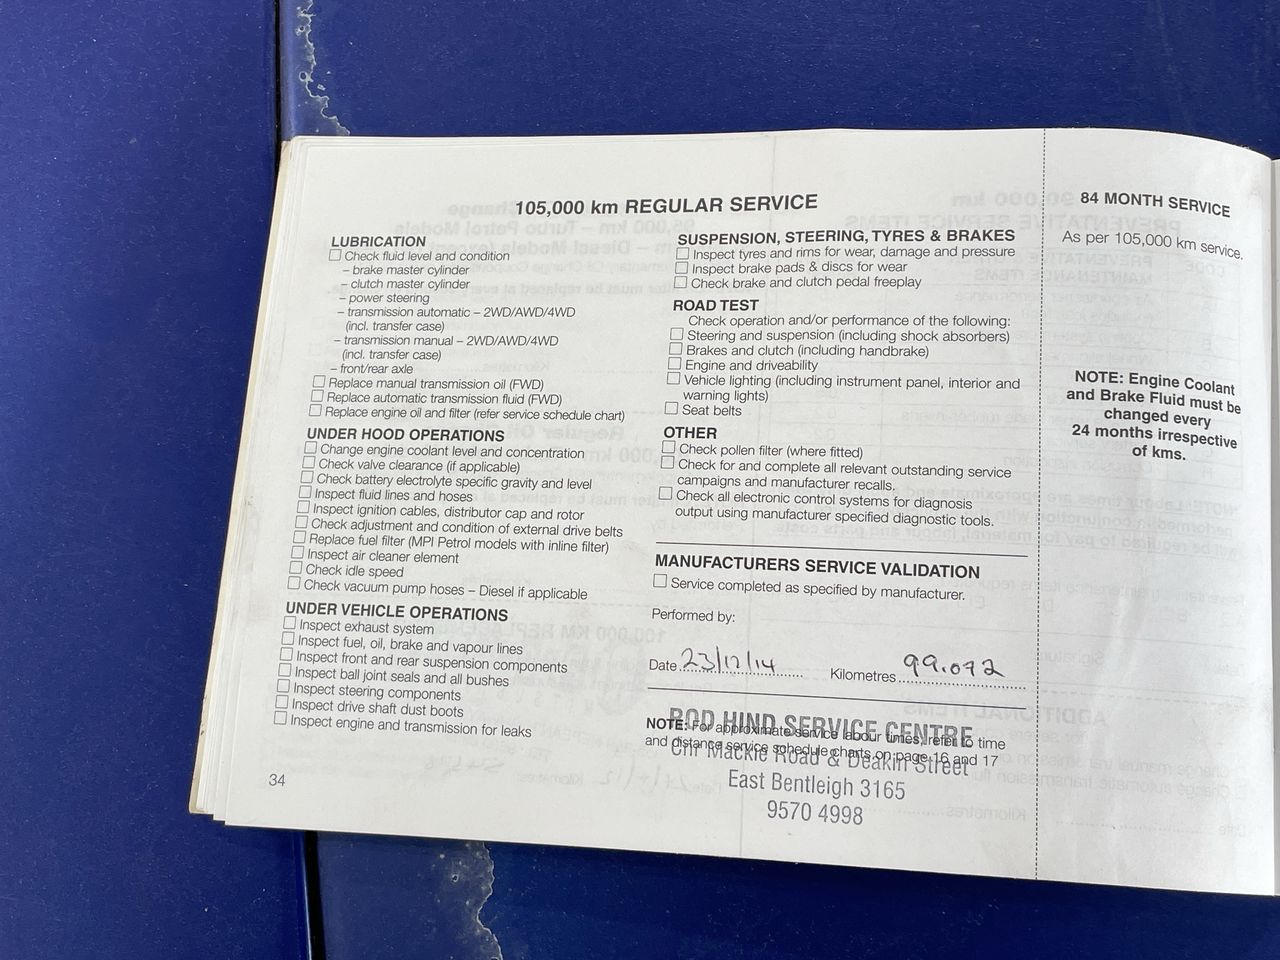 105,000 km REGULAR SERVICE
LUBRICATION
Check fluid level and condition
– brake master cylinder
– clutch master cylinder
– power steering
– transmission automatic – 2WD/AWD/4WD
(incl. transfer case)
– transmission manual – 2WD/AWD/4WD
(incl. transfer case)
– front/rear axle
Replace manual transmission oil (FWD)
Replace automatic transmission fluid (FWD)
Replace engine oil and filter (refer service schedule chart)
UNDER HOOD OPERATIONS
Change engine coolant level and concentration
Check valve clearance (if applicable)
Check battery electrolyte specific gravity and level
Inspect fluid lines and hoses
Inspect ignition cables, distributor cap and rotor
Check adjustment and condition of external drive belts
Replace fuel filter (MPI Petrol models with inline filter)
Inspect air cleaner element
Check idle speed
Check vacuum pump hoses – Diesel if applicable
UNDER VEHICLE OPERATIONS
Inspect exhaust system
Inspect fuel, oil, brake and vapour lines
Inspect front and rear suspension components
Inspect ball joint seals and all bushes
Inspect steering components
Inspect drive shaft dust boots
Inspect engine and transmission for leaks
34
SUSPENSION, STEERING, TYRES & BRAKES
Inspect tyres and rims for wear, damage and pressure
Inspect brake pads & discs for wear
Check brake and clutch pedal freeplay
ROAD TEST
Check operation and/or performance of the following:
Steering and suspension (including shock absorbers)
Brakes and clutch (including handbrake)
Engine and driveability
Vehicle lighting (including instrument panel, interior and
warning lights)
Seat belts
OTHER
Check pollen filter (where fitted)
Check for and complete all relevant outstanding service
campaigns and manufacturer recalls.
Check all electronic control systems for diagnosis
output using manufacturer specified diagnostic tools.
MANUFACTURERS SERVICE VALIDATION
Service completed as specified by manufacturer.
Performed by:
Date 23/12/14 Kilometres 99.072
NOTE: For approximate service labour times, refer to time
and distance service schedule charts on page 16 and 17
ROD HIND SERVICE CENTRE
Cnr Mackie Road & Deakin Street
East Bentleigh 3165
9570 4998
84 MONTH SERVICE
As per 105,000 km service.
NOTE: Engine Coolant
and Brake Fluid must be
changed every
24 months irrespective
of kms.